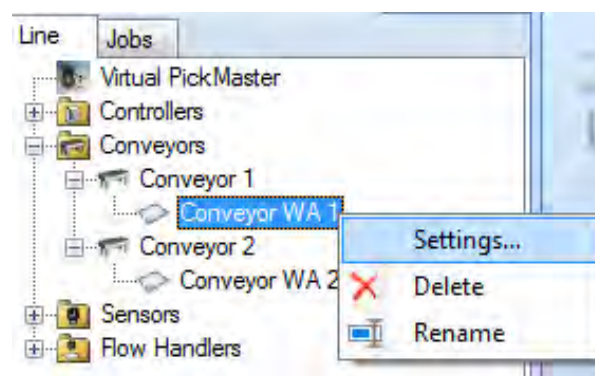 Line Jobs
Virtual PickMaster
Controllers
Conveyors
Conveyor 1
Conveyor WA 1
Settings...
Conveyor 2
Conveyor WA 2
Delete
Sensors
Rename
Flow Handlers